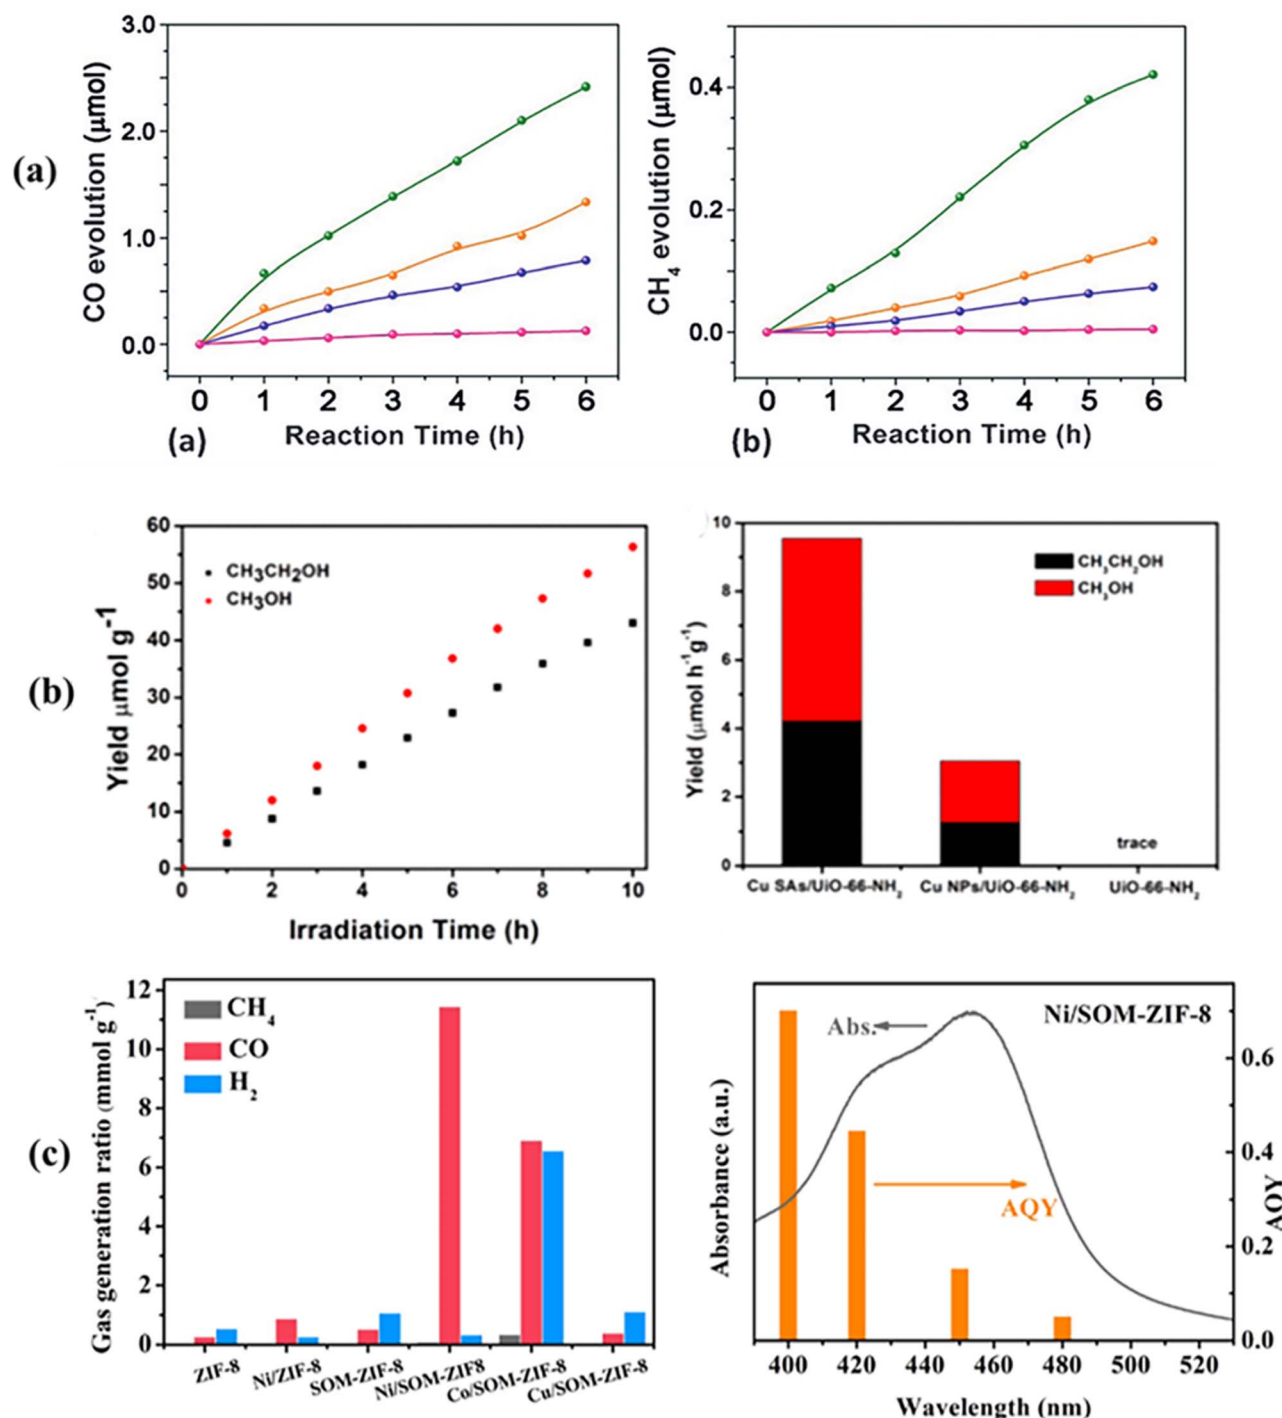 (a)
CO evolution (μmol)
3.0
2.0
1.0
0.0
0 1 2 3 4 5 6
(a)
Reaction Time (h)
CH4 evolution (μmol)
0.4
0.2
0.0
0 1 2 3 4 5 6
(b)
Reaction Time (h)
(b)
Yield μmol g-1
60
50
40
30
20
10
0
CH3CH2OH
CH3OH
0 2 4 6 8 10
Irradiation Time (h)
Yield (μmol h-1g-1)
10
8
6
4
2
0
CH3CH2OH
CH3OH
trace
Cu SAs/UiO-66-NH2 Cu NPs/UiO-66-NH2 UiO-66-NH2
(c)
Gas generation ratio (mmol g-1)
12
10
8
6
4
2
0
CH4
CO
H2
ZIF-8 Ni/ZIF-8 SOM-ZIF-8 Ni/SOM-ZIF8 Co/SOM-ZIF-8 Cu/SOM-ZIF-8
Absorbance (a.u.)
Abs.
Ni/SOM-ZIF-8
AQY
0.6
0.4
0.2
0.0
AQY
400 420 440 460 480 500 520
Wavelength (nm)